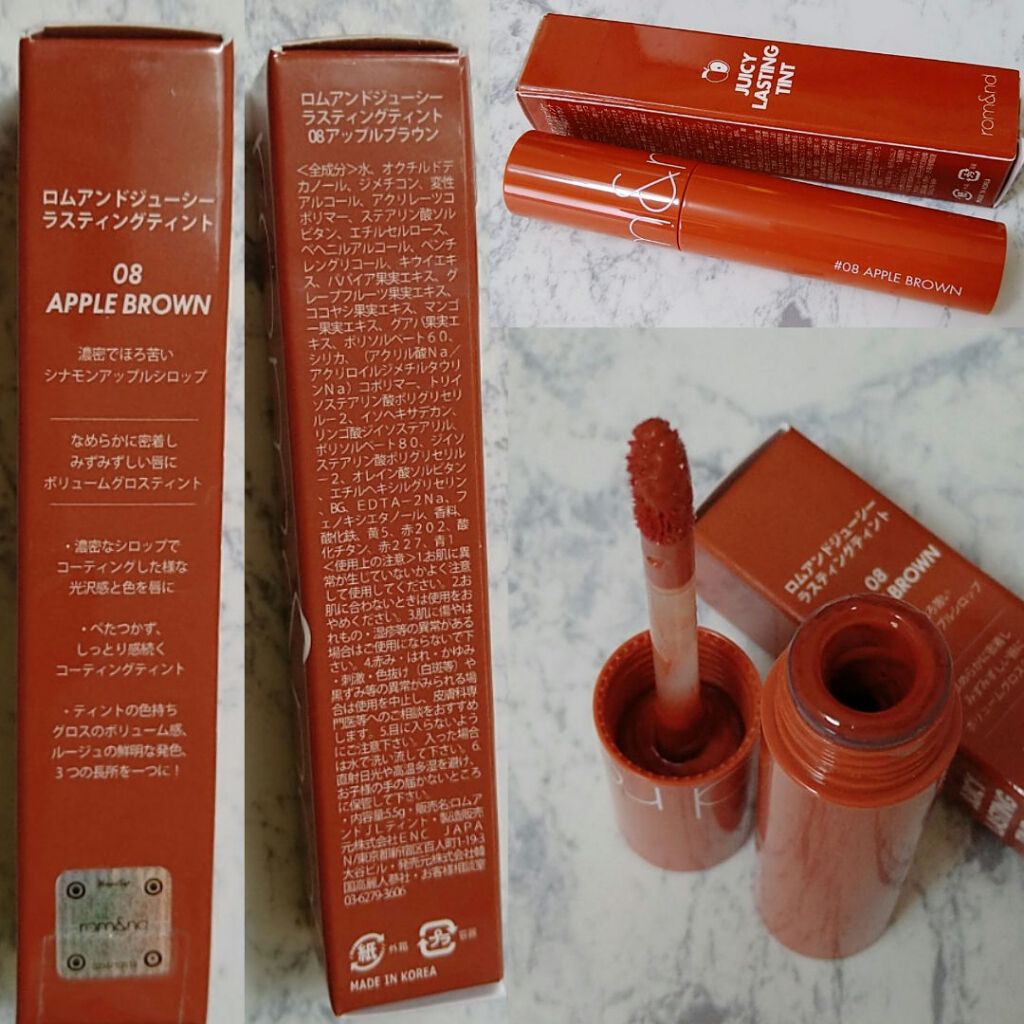 ロムアンドジューシー
ラスティングティント
08
APPLE BROWN
濃密でほろ苦い
シナモンアップルシロップ
なめらかに密着し
みずみずしい唇に
ボリュームグロスティント
・濃密なシロップで
コーティングした様な
光沢感と色を唇に
・べたつかず、
しっとり感続く
コーティングティント
・ティントの色持ち
グロスのボリューム感、
ルージュの鮮明な発色、
3つの長所を一つに！
rom&nd
ロムアンドジューシー
ラスティングティント
08アップルブラウン
＜全成分＞水、オクチルドデ
カノール、ジメチコン、変性
アルコール、アクリレーツコ
ポリマー、ステアリン酸ソル
ビタン、エチルセルロース、
ベヘニルアルコール、ペンチ
レングリコール、キウイエキ
ス、パパイア果実エキス、グ
レープフルーツ果実エキス、
ココヤシ果実エキス、マンゴ
ー果実エキス、グアバ果実エ
キス、ポリソルベート60、
シリカ、（アクリル酸Na／
アクリロイルジメチルタウリ
ンNa）コポリマー、トリイ
ソステアリン酸ポリグリセリ
ル－2、イソヘキサデカン、
リンゴ酸ジイソステアリル、
ポリソルベート80、ジイソ
ステアリン酸ポリグリセリル
－2、オレイン酸ソルビタン
、エチルヘキシルグリセリン
、BG、EDTA－2Na、フ
ェノキシエタノール、香料、
酸化鉄、黄5、赤202、酸
化チタン、赤227、青1
＜使用上の注意＞1.お肌に異
常が生じていないかよく注意
して使用してください。2.お
肌に合わないときは使用をお
やめください。3.肌に傷やは
れもの・湿疹等の異常がある
場合はご使用にならないで下
さい。4.赤み・はれ・かゆみ
・刺激・色抜け（白斑等）や
黒ずみ等の異常がみられる場
合は使用を中止し、皮膚科専
門医等へのご相談をおすすめ
します。5.目に入らないよう
にご注意下さい。入った場合
は水で洗い流して下さい。6.
直射日光や高温多湿を避け、
お子様の手の届かないところ
に保管して下さい。
・内容量5.5g・販売名:ロムア
ンドJLティント・製造販売
元株式会社ENC JAPA
N/東京都新宿区百人町1-19-3
大谷ビル・発売元株式会社韓
国高麗人蔘社・お客様相談室
03-6279-3606
紙 外箱 プラ 容器
MADE IN KOREA
JUICY
LASTING
TINT
rom&nd
MADE IN KOREA
n&r
#08 APPLE BROWN
ロムアンドジューシー
ラスティングティント
08
BROWN